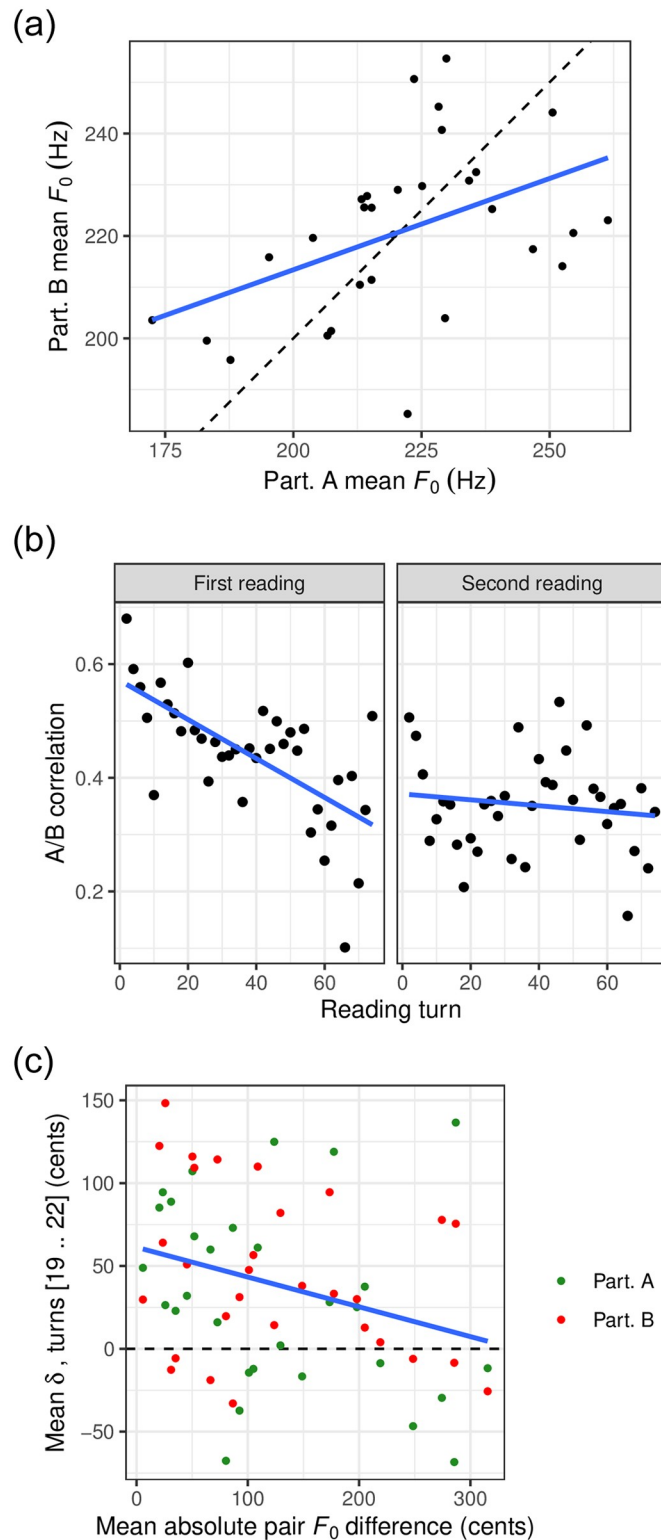 (a)
Part. B mean F₀ (Hz)
240
220
200
175 200 225 250
Part. A mean F₀ (Hz)
(b)
First reading Second reading
A/B correlation
0.6
0.4
0.2
0 20 40 60 0 20 40 60
Reading turn
(c)
Mean δ , turns [19 .. 22] (cents)
150
100
50
0
−50
Part. A
Part. B
0 100 200 300
Mean absolute pair F₀ difference (cents)